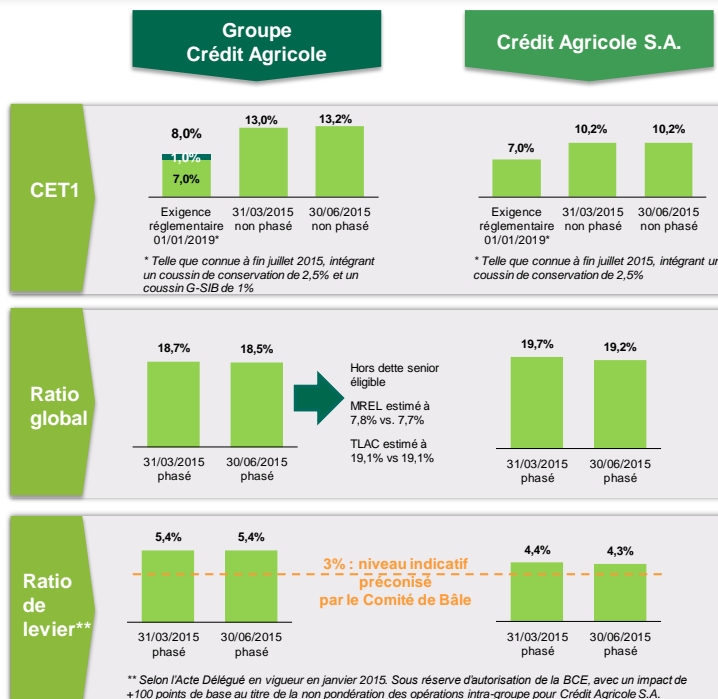 Groupe
Crédit Agricole
Crédit Agricole S.A.
CET1
8,0%
1,0%
7,0%
13,0%
13,2%
Exigence
réglementaire
01/01/2019*
31/03/2015
non phasé
30/06/2015
non phasé
* Telle que connue à fin juillet 2015, intégrant
un coussin de conservation de 2,5% et un
coussin G-SIB de 1%
7,0%
10,2%
10,2%
Exigence
réglementaire
01/01/2019*
31/03/2015
non phasé
30/06/2015
non phasé
* Telle que connue à fin juillet 2015, intégrant un
coussin de conservation de 2,5%
Ratio
global
18,7%
18,5%
31/03/2015
phasé
30/06/2015
phasé
Hors dette senior
éligible
MREL estimé à
7,8% vs. 7,7%
TLAC estimé à
19,1% vs 19,1%
19,7%
19,2%
31/03/2015
phasé
30/06/2015
phasé
Ratio
de
levier**
5,4%
5,4%
31/03/2015
phasé
30/06/2015
phasé
3% : niveau indicatif
préconisé
par le Comité de Bâle
4,4%
4,3%
31/03/2015
phasé
30/06/2015
phasé
** Selon l'Acte Délégué en vigueur en janvier 2015. Sous réserve d'autorisation de la BCE, avec un impact de
+100 points de base au titre de la non pondération des opérations intra-groupe pour Crédit Agricole S.A.